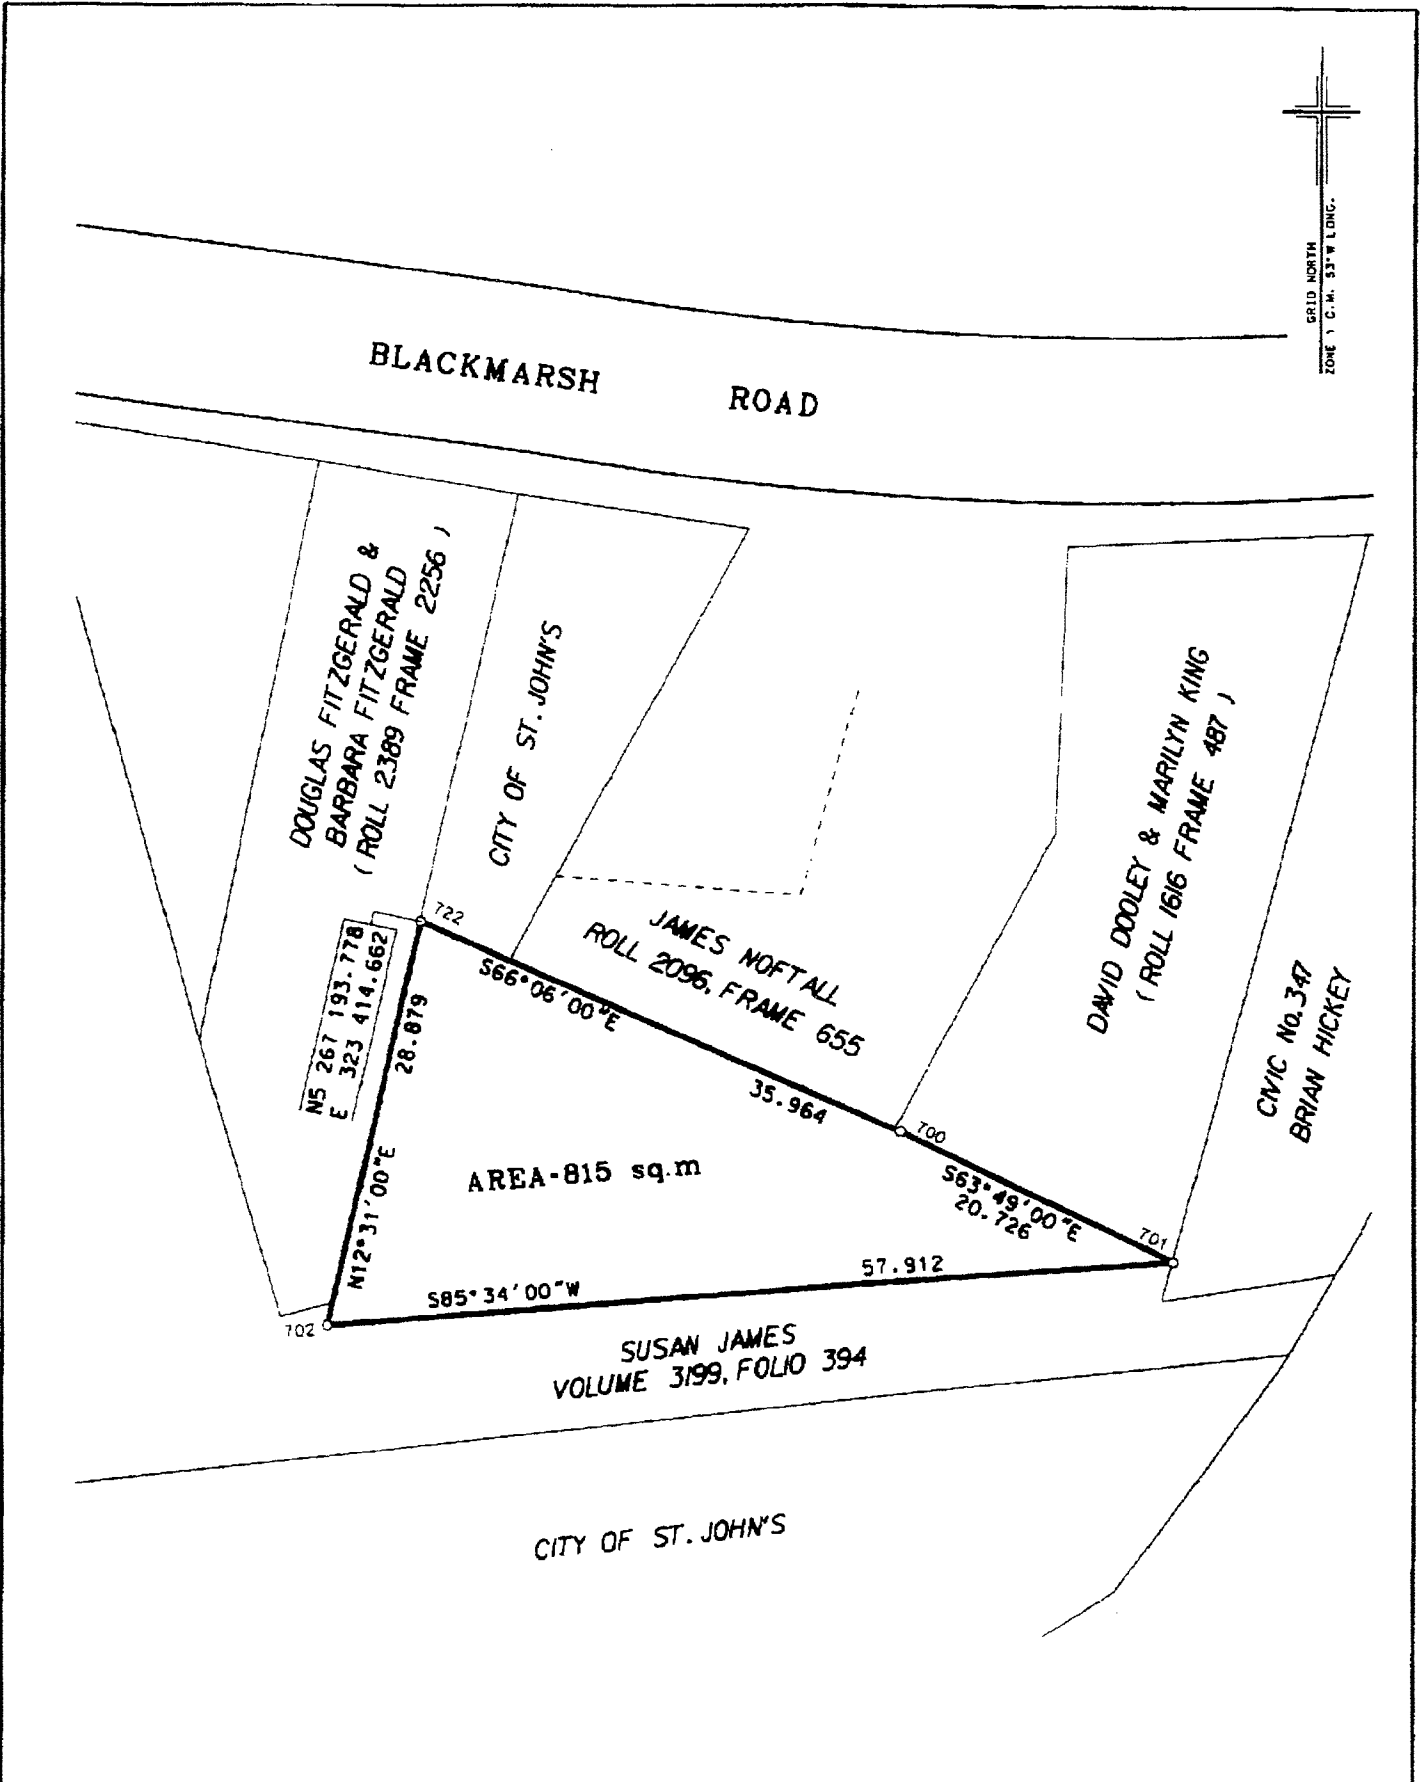 GRID NORTH
ZONE 1 C.M. 53°W LONG.
BLACKMARSH ROAD
DOUGLAS FITZGERALD &
BARBARA FITZGERALD
( ROLL 2389 FRAME 2256 )
CITY OF ST. JOHN'S
DAVID DOOLEY & MARILYN KING
( ROLL 1616 FRAME 487 )
JAMES NOFTALL
ROLL 2096, FRAME 655
CIVIC No.347
BRIAN HICKEY
722
N5 267 193.778
E 323 414.662
28.879
N12°31'00"E
S66°06'00"E
35.964
700
S63°49'00"E
20.726
701
AREA-815 sq.m
57.912
S85°34'00"W
702
SUSAN JAMES
VOLUME 3199, FOLIO 394
CITY OF ST. JOHN'S